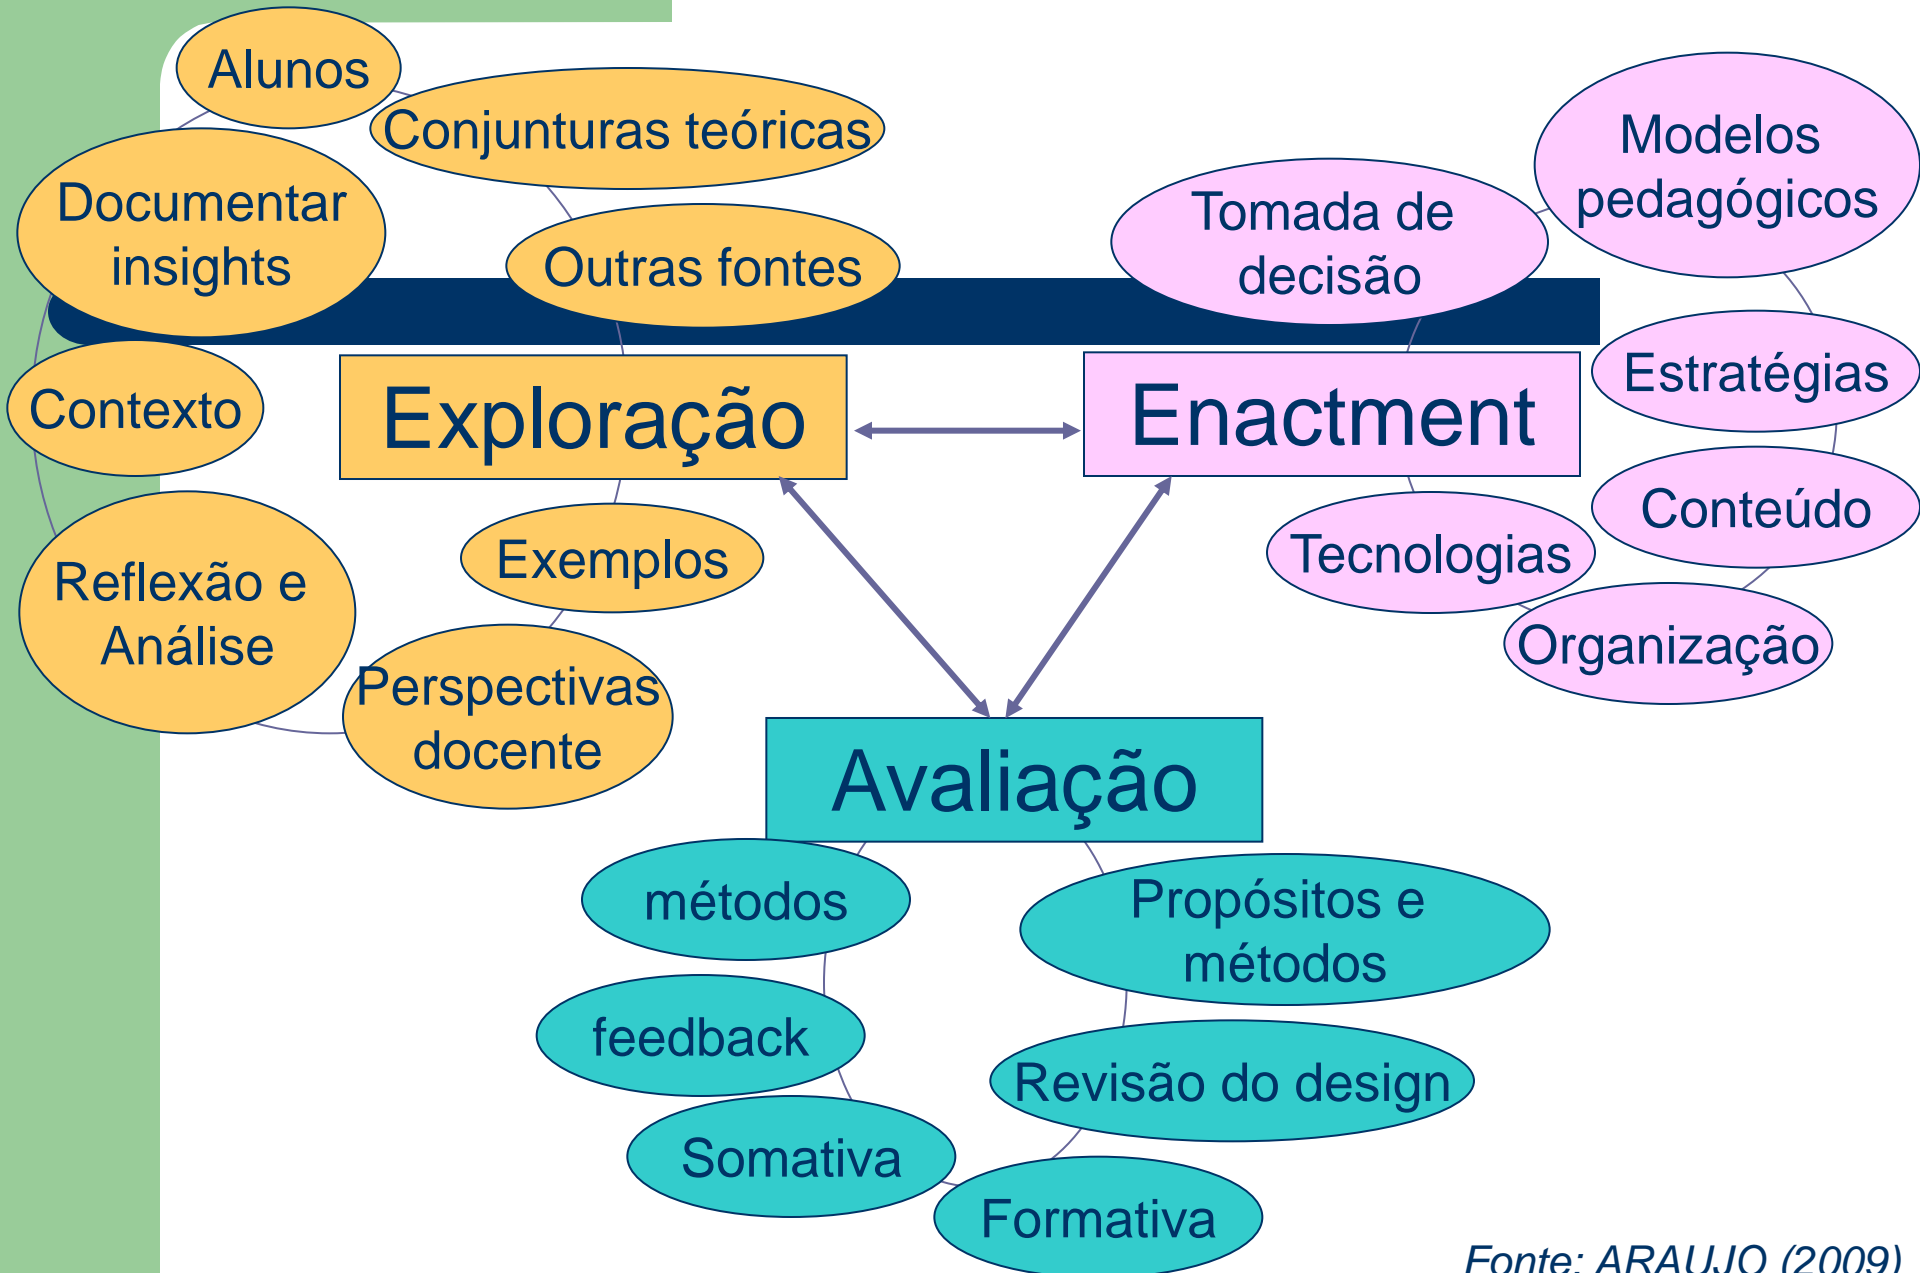 Alunos
Conjunturas teóricas
Documentar
insights
Outras fontes
Contexto
Exploração
Exemplos
Reflexão e
Análise
Perspectivas
docente
Modelos
pedagógicos
Tomada de
decisão
Estratégias
Enactment
Conteúdo
Tecnologias
Organização
Avaliação
métodos
Propósitos e
métodos
feedback
Revisão do design
Somativa
Formativa
Fonte: ARAUJO (2009)